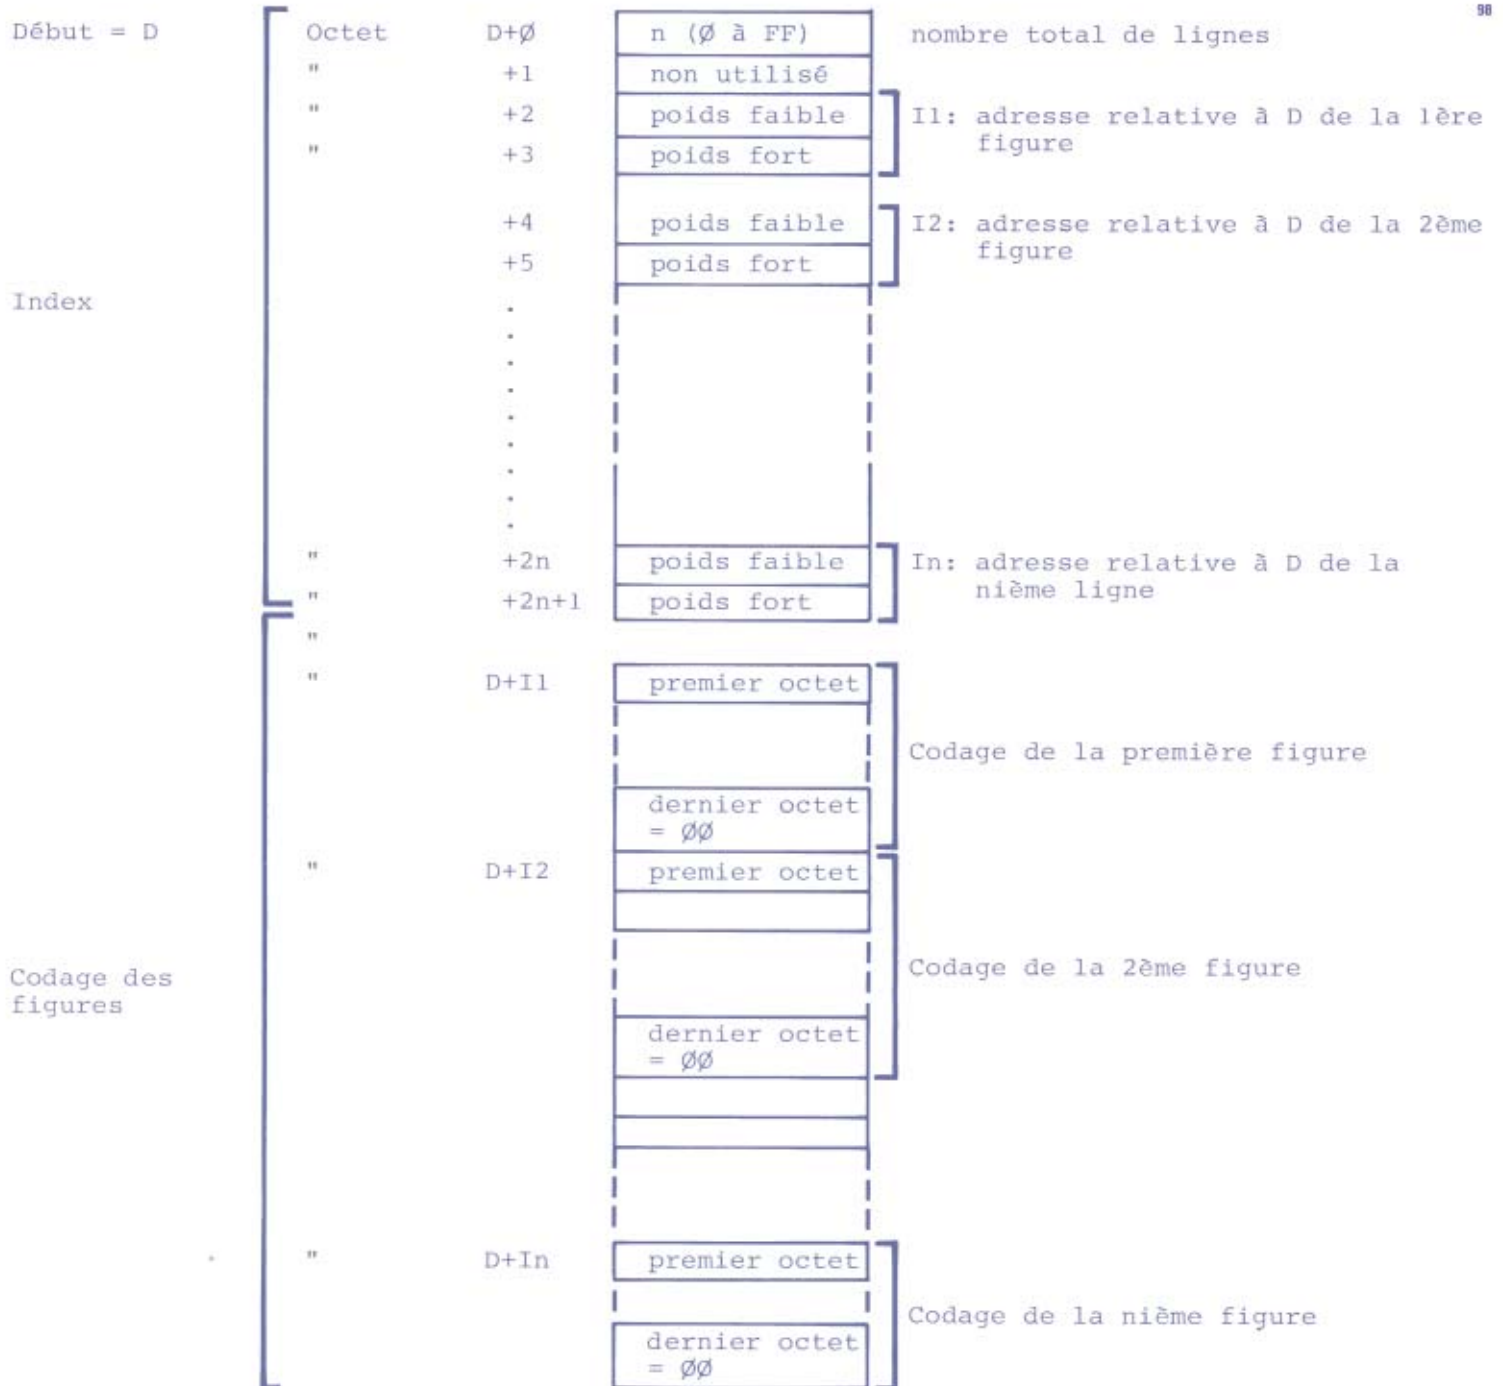 98
Début = D Octet D+Ø n (Ø à FF) nombre total de lignes
" +1 non utilisé
" +2 poids faible I1: adresse relative à D de la 1ère
figure
" +3 poids fort
+4 poids faible I2: adresse relative à D de la 2ème
figure
+5 poids fort
Index
.
.
.
.
.
.
.
.
.
" +2n poids faible In: adresse relative à D de la
nième ligne
" +2n+1 poids fort
"
" D+I1 premier octet
Codage de la première figure
dernier octet
= ØØ
" D+I2 premier octet
Codage des
figures
Codage de la 2ème figure
dernier octet
= ØØ
" D+In premier octet
Codage de la nième figure
dernier octet
= ØØ